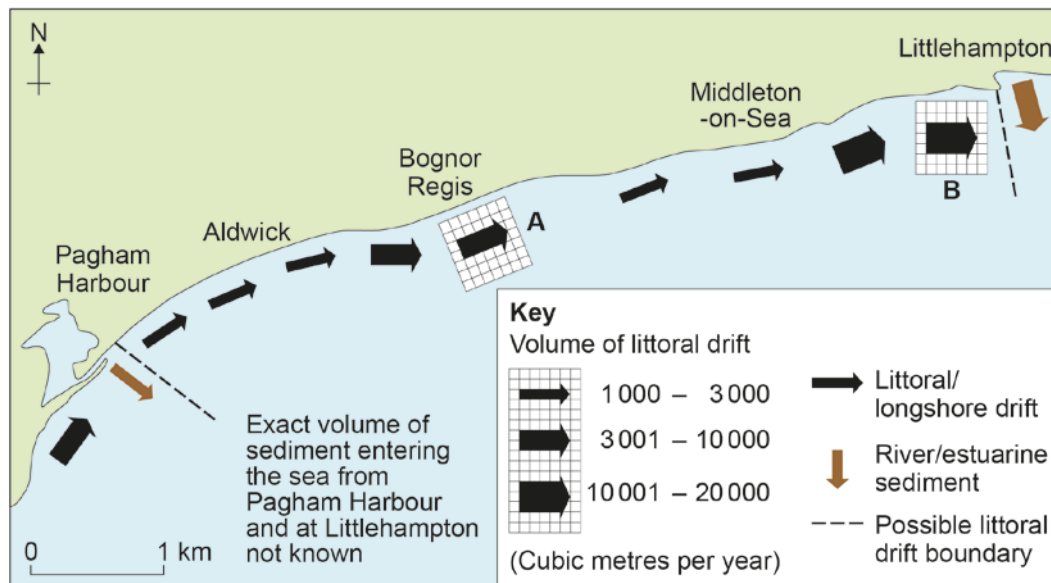 N
Littlehampton
Middleton
-on-Sea
B
Bognor
Regis
A
Aldwick
Pagham
Harbour
Exact volume of
sediment entering
the sea from
Pagham Harbour
and at Littlehampton
not known
0 1 km
Key
Volume of littoral drift
1 000 – 3 000
3 001 – 10 000
10 001 – 20 000
(Cubic metres per year)
Littoral/
longshore drift
River/estuarine
sediment
Possible littoral
drift boundary